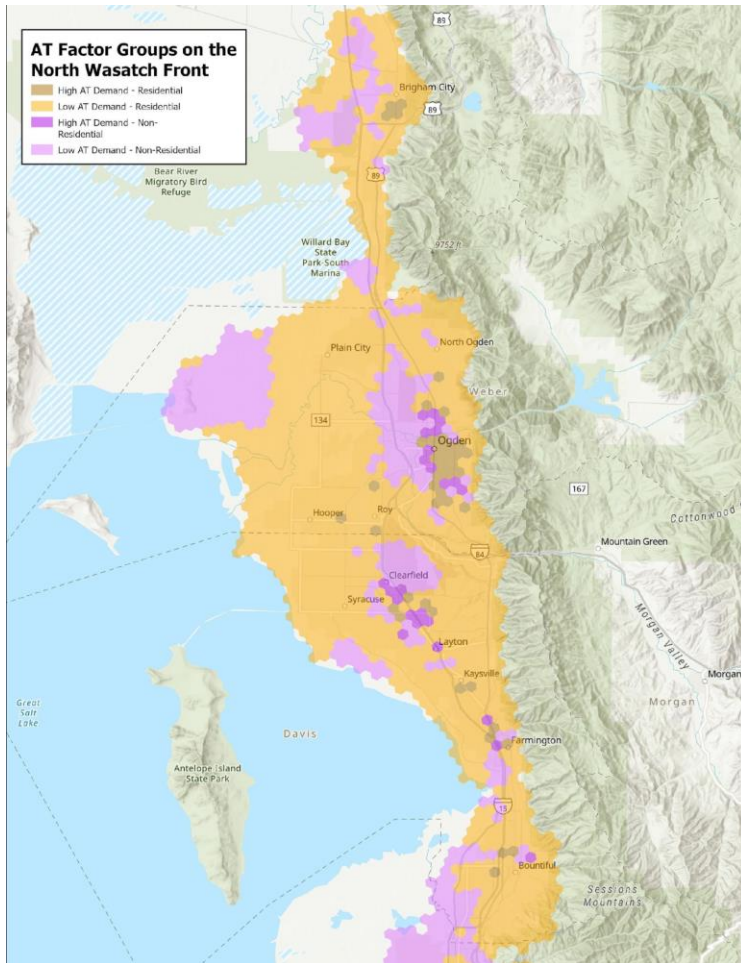 AT Factor Groups on the
North Wasatch Front
High AT Demand - Residential
Low AT Demand - Residential
High AT Demand - Non-
Residential
Low AT Demand - Non-Residential
89
Brigham City
89
Bear River
Migratory Bird
Refuge
89
Willard Bay
State
Park-South
Marina
9752 ft
Plain City
North Ogden
Weber
134
Ogden
167
Hooper
Roy
Cottonwood
84
Mountain Green
Clearfield
Syracuse
Layton
Morgan Valley
Kaysville
Morgan
Morgan
Great
Salt
Lake
Davis
Farmington
Antelope Island
State Park
15
Bountiful
Sessions
Mountains